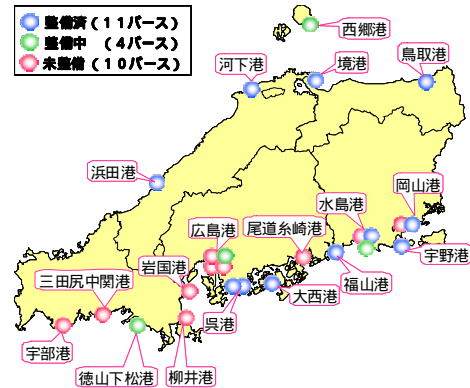 整備済（１１バース）
整備中　（４バース）
未整備（１０バース）
西郷港
鳥取港
境港
河下港
浜田港
岡山港
水島港
広島港
尾道糸崎港
宇野港
岩国港
三田尻中関港
福山港
大西港
呉港
宇部港
徳山下松港
柳井港